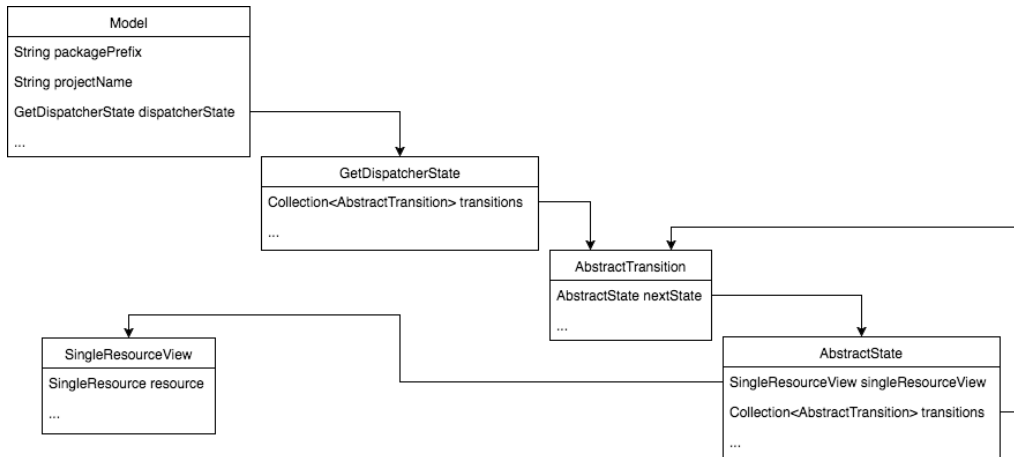 Model
String packagePrefix
String projectName
GetDispatcherState dispatcherState
...
GetDispatcherState
Collection<AbstractTransition> transitions
...
AbstractTransition
AbstractState nextState
...
SingleResourceView
SingleResource resource
...
AbstractState
SingleResourceView singleResourceView
Collection<AbstractTransition> transitions
...